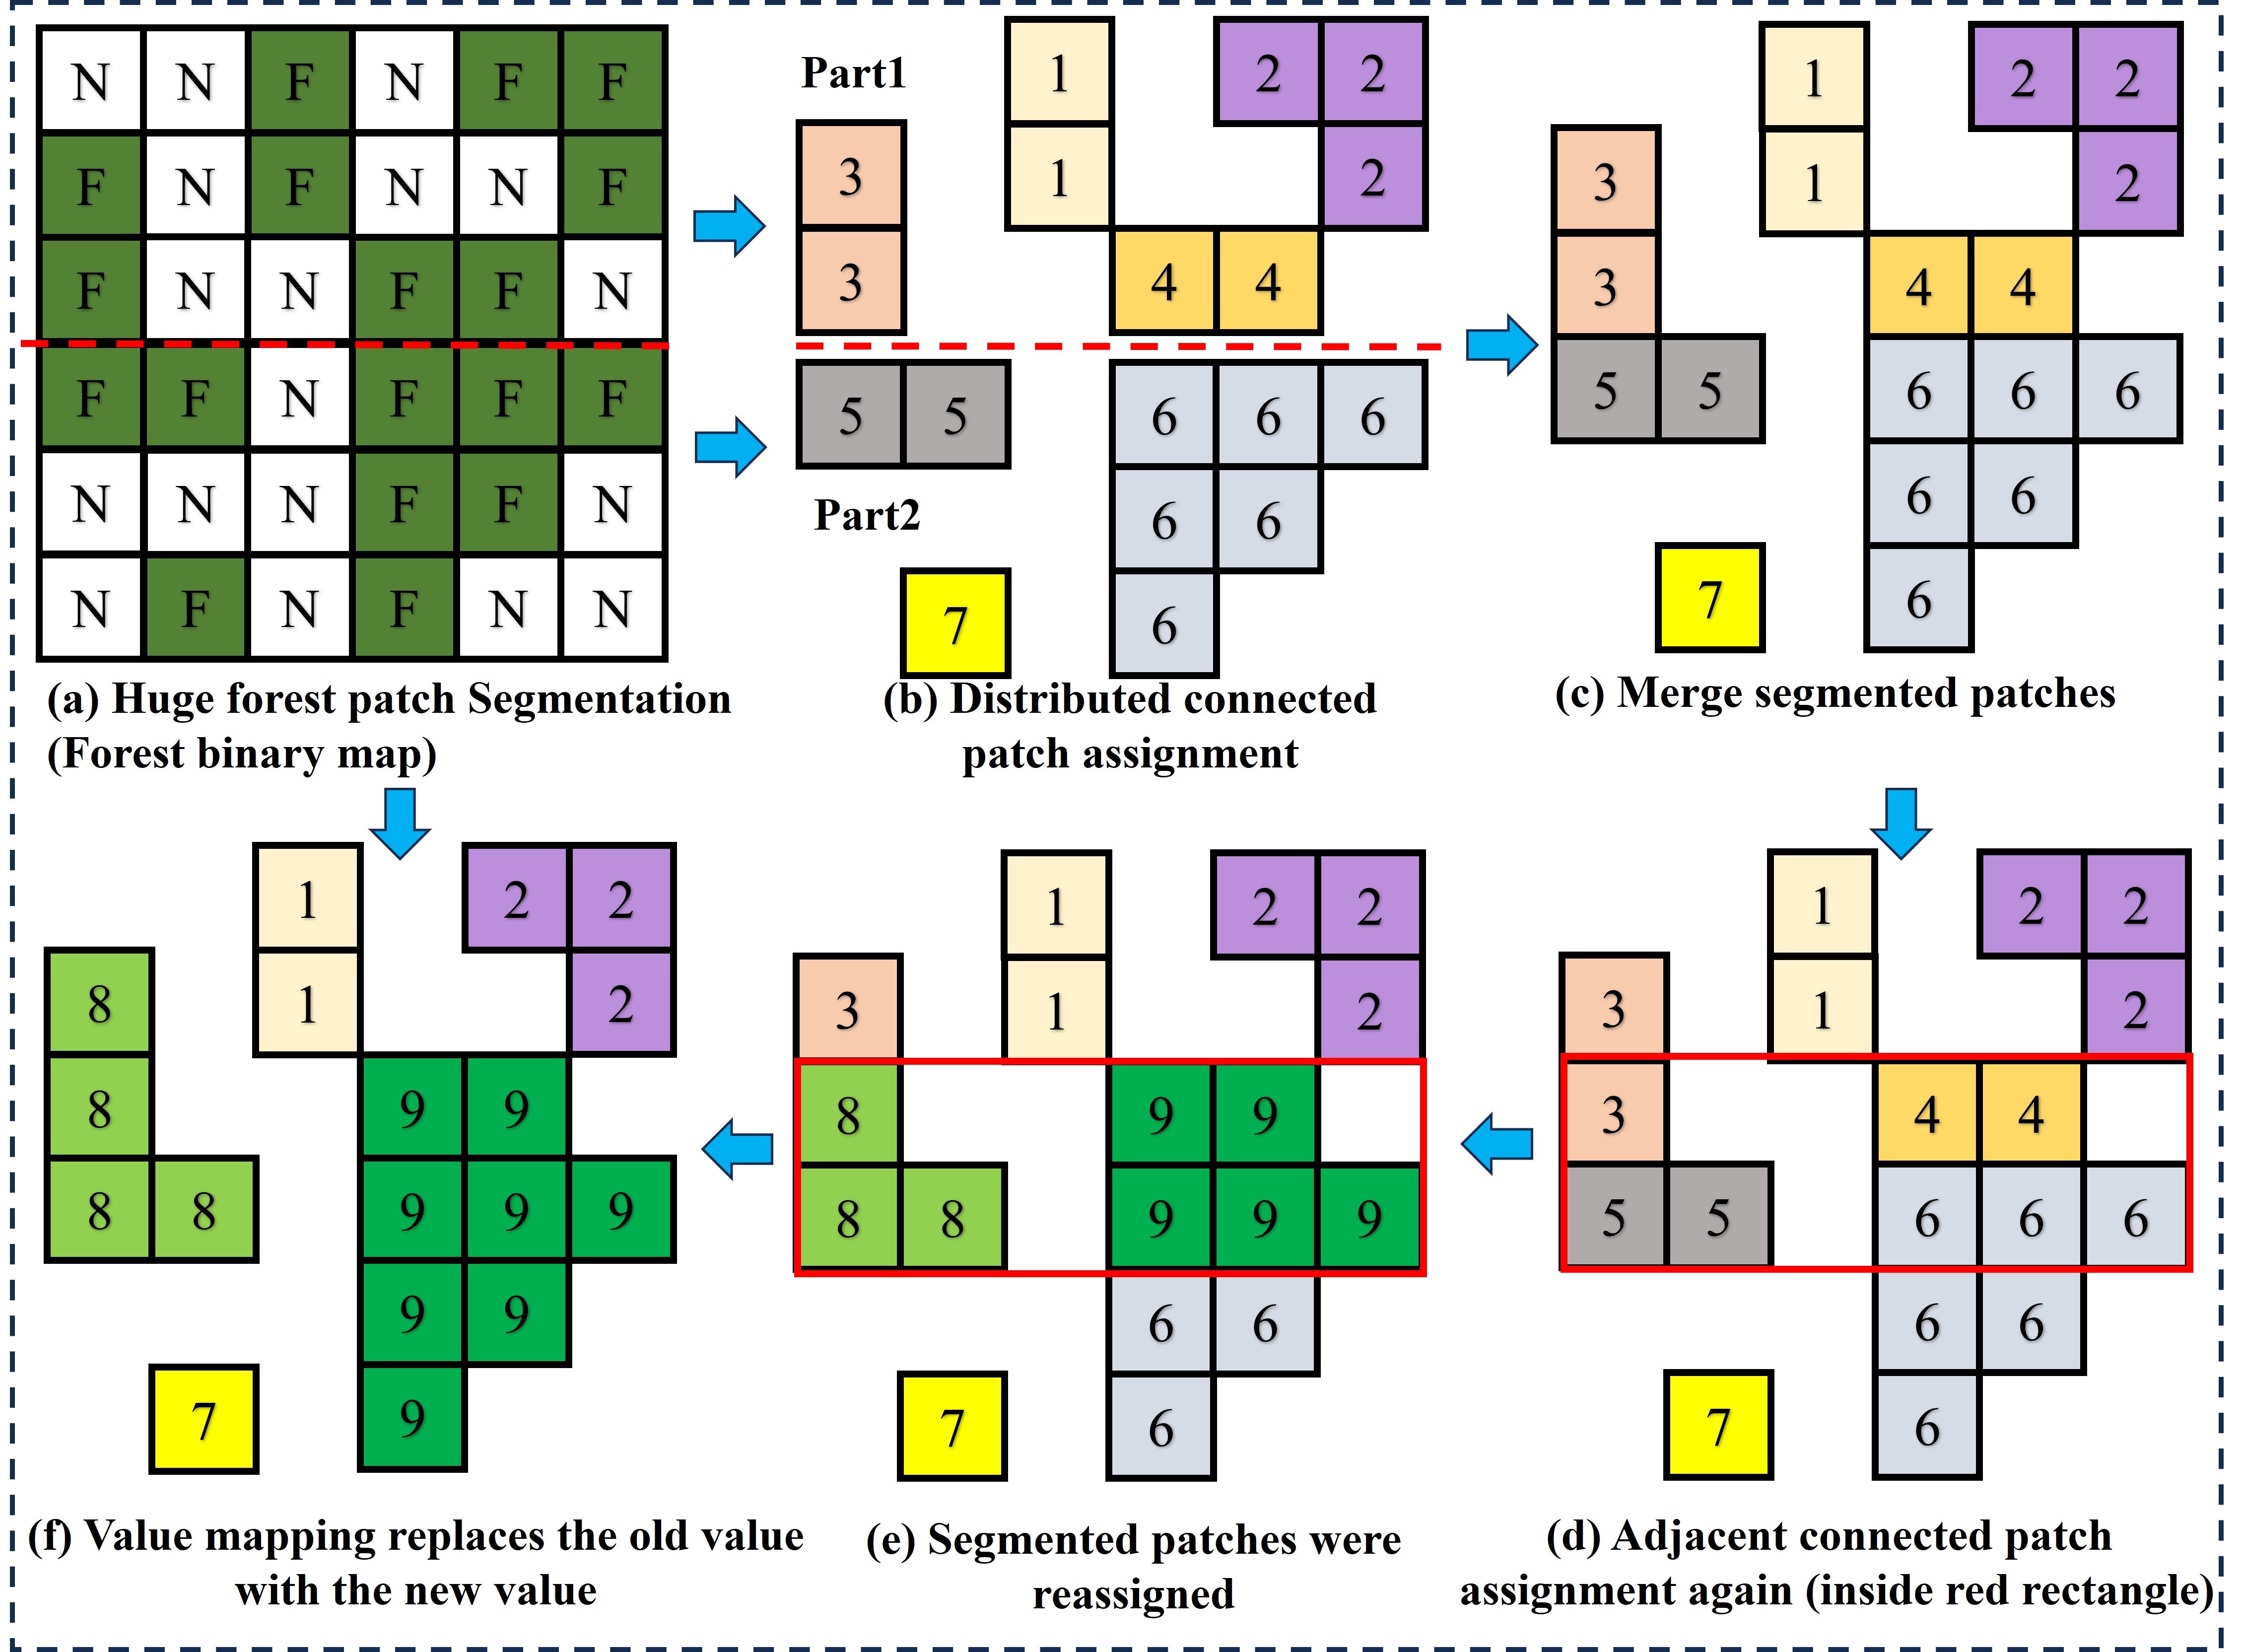 N N F N F F
F N F N N F
F N N F F N
F F N F F F
N N N F F N
N F N F N N
(a) Huge forest patch Segmentation
(Forest binary map)
Part1
1 2 2
3 1 2
3 4 4
5 5 6 6 6
Part2
6 6
7 6
(b) Distributed connected
patch assignment
1 2 2
3 1 2
3 4 4
5 5 6 6 6
6 6
7 6
(c) Merge segmented patches
1 2 2
8 1 2
8 9 9
8 8 9 9 9
9 9
7 9
(f) Value mapping replaces the old value
with the new value
1 2 2
3 1 2
8 9 9
8 8 9 9 9
6 6
7 6
(e) Segmented patches were
reassigned
1 2 2
3 1 2
3 4 4
5 5 6 6 6
6 6
7 6
(d) Adjacent connected patch
assignment again (inside red rectangle)